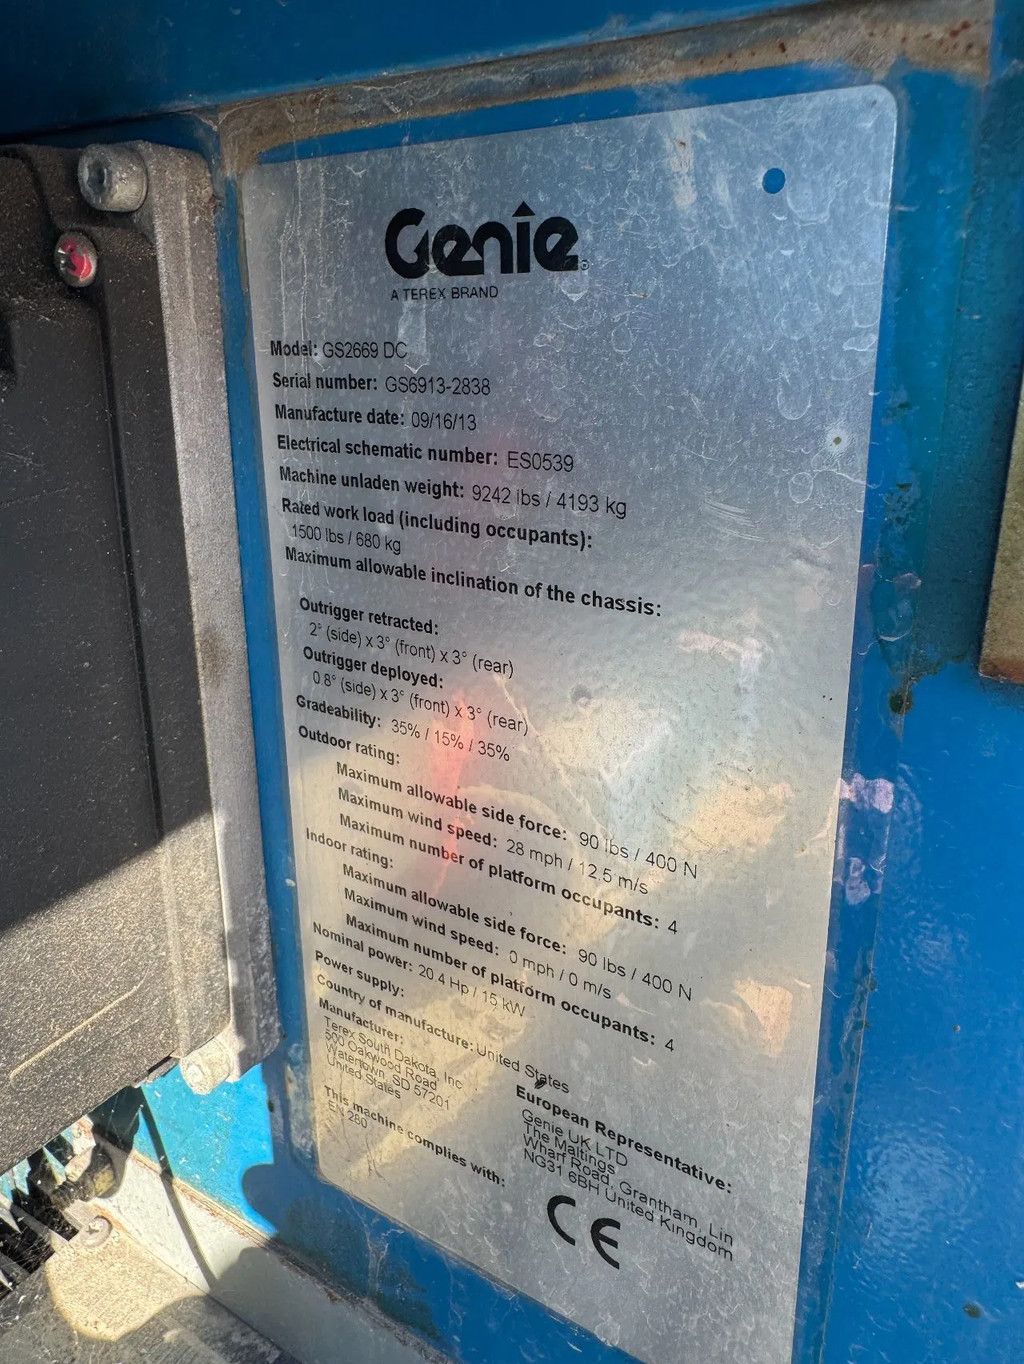 Genie
A TEREX BRAND
Model: GS2669 DC
Serial number: GS6913-2838
Manufacture date: 09/16/13
Electrical schematic number: ES0539
Machine unladen weight: 9242 lbs / 4193 kg
Rated work load (including occupants):
1500 lbs / 680 kg
Maximum allowable inclination of the chassis:
Outrigger retracted:
2° (side) x 3° (front) x 3° (rear)
Outrigger deployed:
0.8° (side) x 3° (front) x 3° (rear)
Gradeability: 35% / 15% / 35%
Outdoor rating:
Maximum allowable side force: 90 lbs / 400 N
Maximum wind speed: 28 mph / 12.5 m/s
Maximum number of platform occupants: 4
Indoor rating:
Maximum allowable side force: 90 lbs / 400 N
Maximum wind speed: 0 mph / 0 m/s
Maximum number of platform occupants: 4
Nominal power: 20.4 Hp / 15 kW
Power supply:
Country of manufacture: United States
Manufacturer:
Terex South Dakota, Inc
500 Oakwood Road
Watertown, SD 57201
United States
European Representative:
Genie UK LTD
The Maltings
Wharf Road, Grantham, Lin
NG31 6BH United Kingdom
This machine complies with:
EN 280
CE